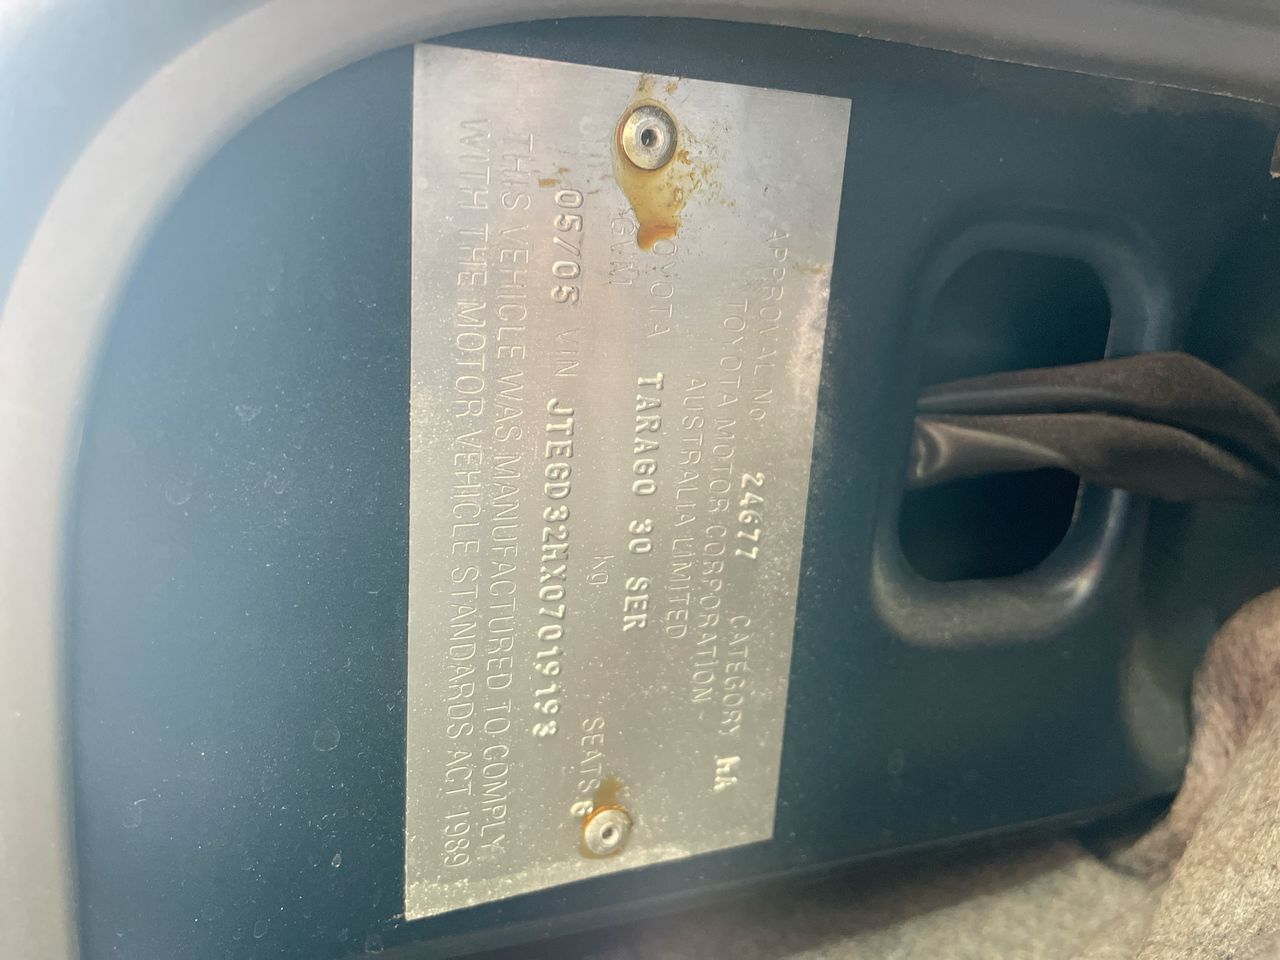 APPROVAL No 24677 CATEGORY MA
TOYOTA MOTOR CORPORATION
AUSTRALIA LIMITED
TOYOTA TARAGO 30 SER
GVM kg SEATS 8
05/05 VIN JTEGD32MX07019198
THIS VEHICLE WAS MANUFACTURED TO COMPLY
WITH THE MOTOR VEHICLE STANDARDS ACT 1989